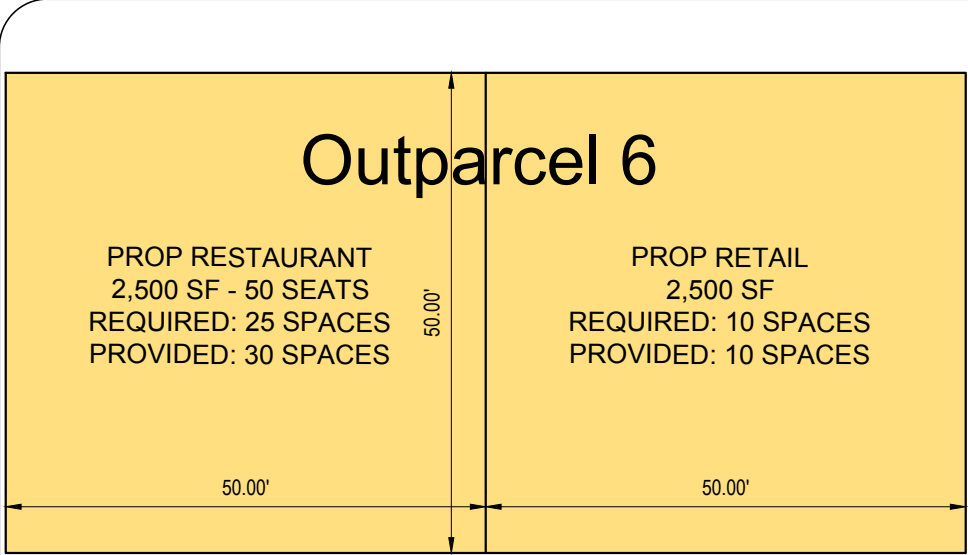 Outparcel 6
PROP RESTAURANT
2,500 SF - 50 SEATS
REQUIRED: 25 SPACES
PROVIDED: 30 SPACES
50.00'
PROP RETAIL
2,500 SF
REQUIRED: 10 SPACES
PROVIDED: 10 SPACES
50.00'
50.00'